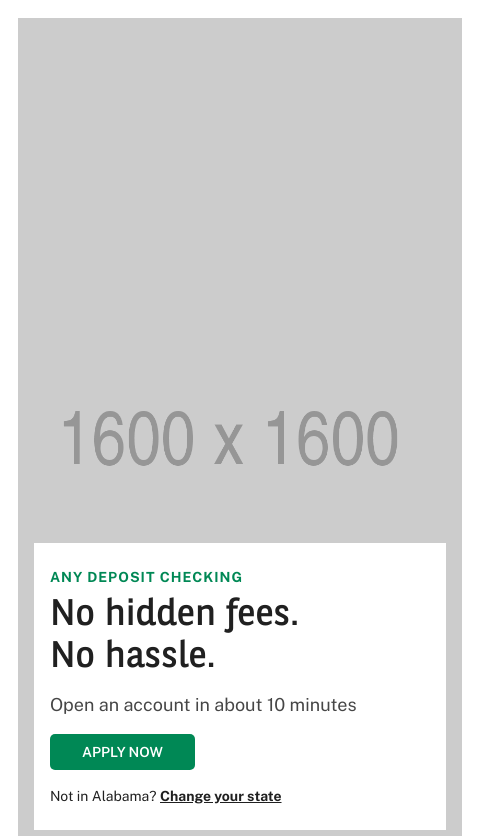 1600 x 1600
ANY DEPOSIT CHECKING
No hidden fees.
No hassle.
Open an account in about 10 minutes
APPLY NOW
Not in Alabama? Change your state